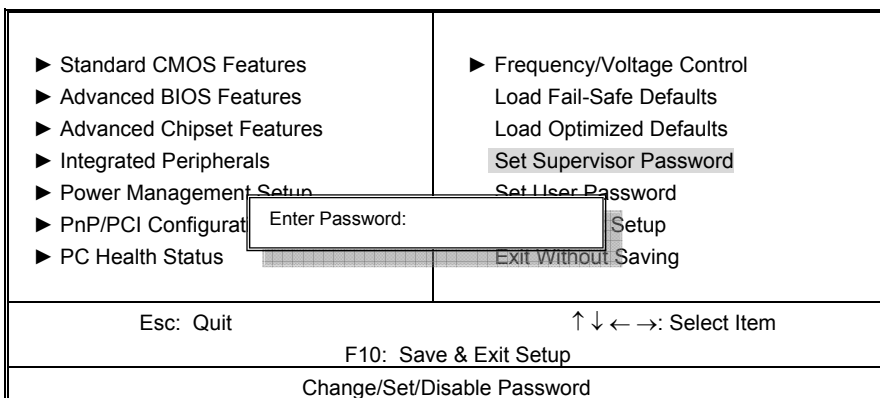 ► Standard CMOS Features
► Advanced BIOS Features
► Advanced Chipset Features
► Integrated Peripherals
► Power Management Setup
► PnP/PCI Configurat
► PC Health Status
► Frequency/Voltage Control
Load Fail-Safe Defaults
Load Optimized Defaults
Set Supervisor Password
Set User Password
Setup
Exit Without Saving
Enter Password:
Esc: Quit
↑↓←→: Select Item
F10: Save & Exit Setup
Change/Set/Disable Password